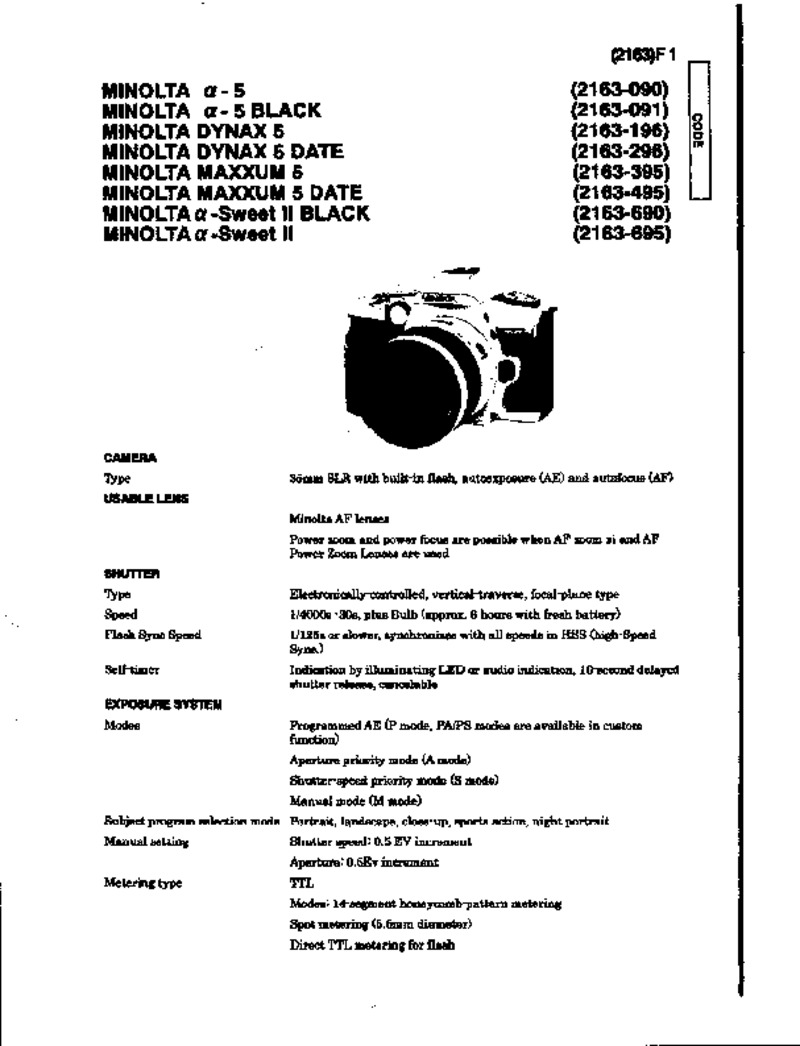 (2163)F1
CODE
MINOLTA α-5 (2163-090)
MINOLTA α-5 BLACK (2163-091)
MINOLTA DYNAX 5 (2163-196)
MINOLTA DYNAX 5 DATE (2163-296)
MINOLTA MAXXUM 5 (2163-395)
MINOLTA MAXXUM 5 DATE (2163-495)
MINOLTA α-Sweet II BLACK (2163-690)
MINOLTA α-Sweet II (2163-695)
CAMERA
Type 35mm SLR with built-in flash, autoexposure (AE) and autofocus (AF)
USABLE LENS
Minolta AF lenses
Power zoom and power focus are possible when AF zoom xi and AF
Power Zoom Lenses are used
SHUTTER
Type Electronically-controlled, vertical-traverse, focal-plane type
Speed 1/4000s -30s, plus Bulb (approx. 6 hours with fresh battery)
Flash Sync Speed 1/125s or slower, synchronizes with all speeds in HSS (high-Speed
Sync.)
Self-timer Indication by illuminating LED or audio indication, 10-second delayed
shutter release, cancelable
EXPOSURE SYSTEM
Modes Programmed AE (P mode, PA/PS modes are available in custom
function)
Aperture priority mode (A mode)
Shutter-speed priority mode (S mode)
Manual mode (M mode)
Subject program selection mode Portrait, landscape, close-up, sports action, night portrait
Manual setting Shutter speed: 0.5 EV increment
Aperture: 0.5Ev increment
Metering type TTL
Modes: 14-segment honeycomb-pattern metering
Spot metering (5.6mm diameter)
Direct TTL metering for flash